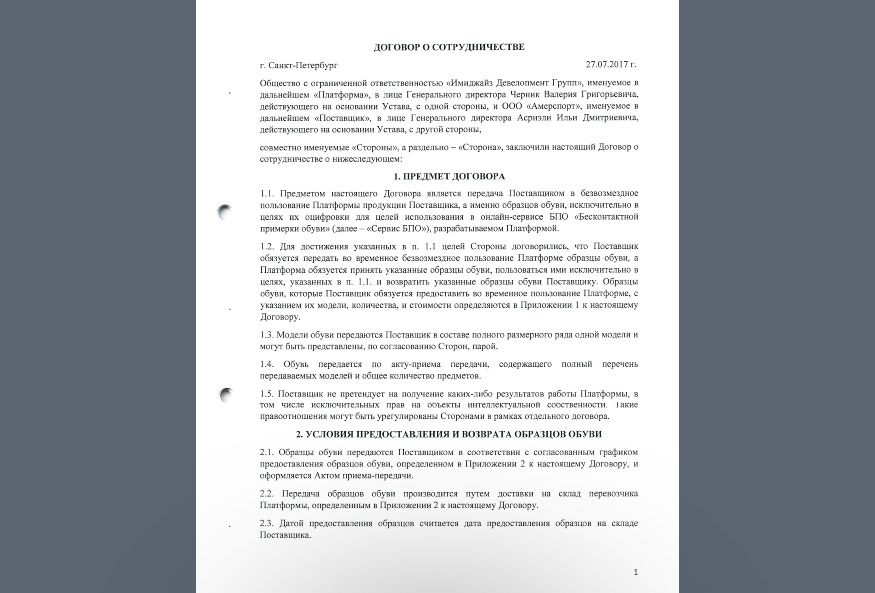 ДОГОВОР О СОТРУДНИЧЕСТВЕ
г. Санкт-Петербург 27.07.2017 г.
Общество с ограниченной ответственностью «Имиджайз Девелопмент Групп», именуемое в
дальнейшем «Платформа», в лице Генерального директора Черник Валерия Григорьевича,
действующего на основании Устава, с одной стороны, и ООО «Амерспорт», именуемое в
дальнейшем «Поставщик», в лице Генерального директора Асриэли Ильи Дмитриевича,
действующего на основании Устава, с другой стороны,
совместно именуемые «Стороны», а раздельно – «Сторона», заключили настоящий Договор о
сотрудничестве о нижеследующем:
1. ПРЕДМЕТ ДОГОВОРА
1.1. Предметом настоящего Договора является передача Поставщиком в безвозмездное
пользование Платформы продукции Поставщика, а именно образцов обуви, исключительно в
целях их оцифровки для целей использования в онлайн-сервисе БПО «Бесконтактной
примерки обуви» (далее – «Сервис БПО»), разрабатываемом Платформой.
1.2. Для достижения указанных в п. 1.1 целей Стороны договорились, что Поставщик
обязуется передать во временное безвозмездное пользование Платформе образцы обуви, а
Платформа обязуется принять указанные образцы обуви, пользоваться ими исключительно в
целях, указанных в п. 1.1. и возвратить указанные образцы обуви Поставщику. Образцы
обуви, которые Поставщик обязуется предоставить во временное пользование Платформе, с
указанием их модели, количества, и стоимости определяются в Приложении 1 к настоящему
Договору.
1.3. Модели обуви передаются Поставщик в составе полного размерного ряда одной модели и
могут быть представлены, по согласованию Сторон, парой.
1.4. Обувь передается по акту-приема передачи, содержащего полный перечень
передаваемых моделей и общее количество предметов.
1.5. Поставщик не претендует на получение каких-либо результатов работы Платформы, в
том числе исключительных прав на объекты интеллектуальной собственности. Такие
правоотношения могут быть урегулированы Сторонами в рамках отдельного договора.
2. УСЛОВИЯ ПРЕДОСТАВЛЕНИЯ И ВОЗВРАТА ОБРАЗЦОВ ОБУВИ
2.1. Образцы обуви передаются Поставщиком в соответствии с согласованным графиком
предоставления образцов обуви, определенном в Приложении 2 к настоящему Договору, и
оформляется Актом приема-передачи.
2.2. Передача образцов обуви производится путем доставки на склад перевозчика
Платформы, определенным в Приложении 2 к настоящему Договору.
2.3. Датой предоставления образцов считается дата предоставления образцов на складе
Поставщика.
1